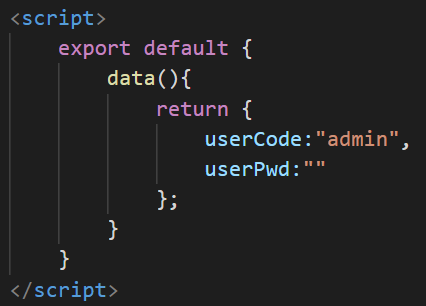 <script>
    export default {
        data(){
            return {
                userCode:"admin",
                userPwd:""
            };
        }
    }
</script>